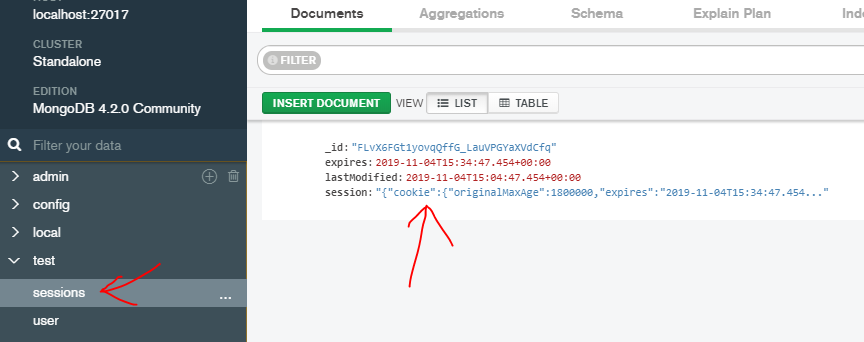 HOST
localhost:27017
CLUSTER
Standalone
EDITION
MongoDB 4.2.0 Community
Filter your data
admin
config
local
test
sessions ...
user
Documents Aggregations Schema Explain Plan
FILTER
INSERT DOCUMENT VIEW LIST TABLE
_id: "FLvX6FGt1yovqQffG_LauVPGYaXVdCfq"
expires: 2019-11-04T15:34:47.454+00:00
lastModified: 2019-11-04T15:04:47.454+00:00
session: "{"cookie":{"originalMaxAge":1800000,"expires":"2019-11-04T15:34:47.454..."